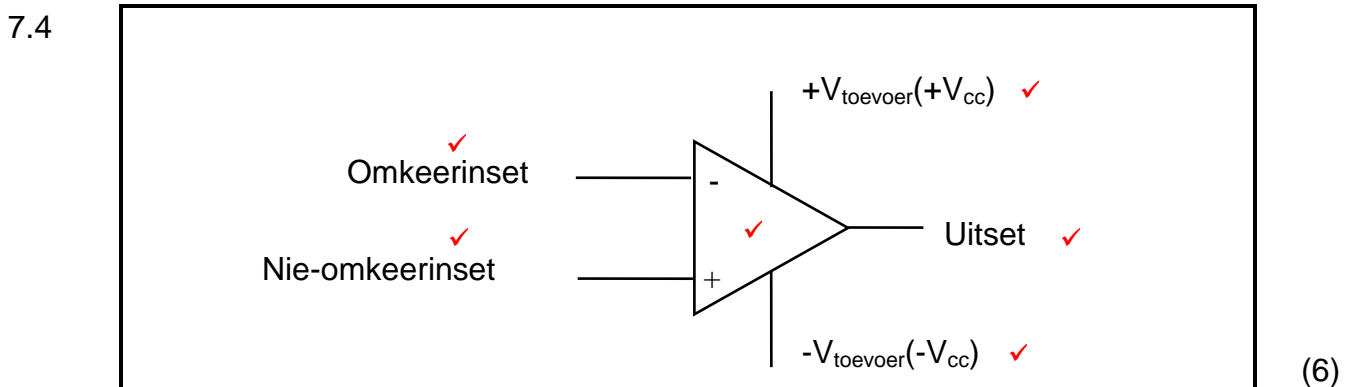 7.4
+Vtoevoer(+Vcc) ✓
✓
Omkeerinset
-
✓
Uitset ✓
✓
Nie-omkeerinset
+
-Vtoevoer(-Vcc) ✓
(6)